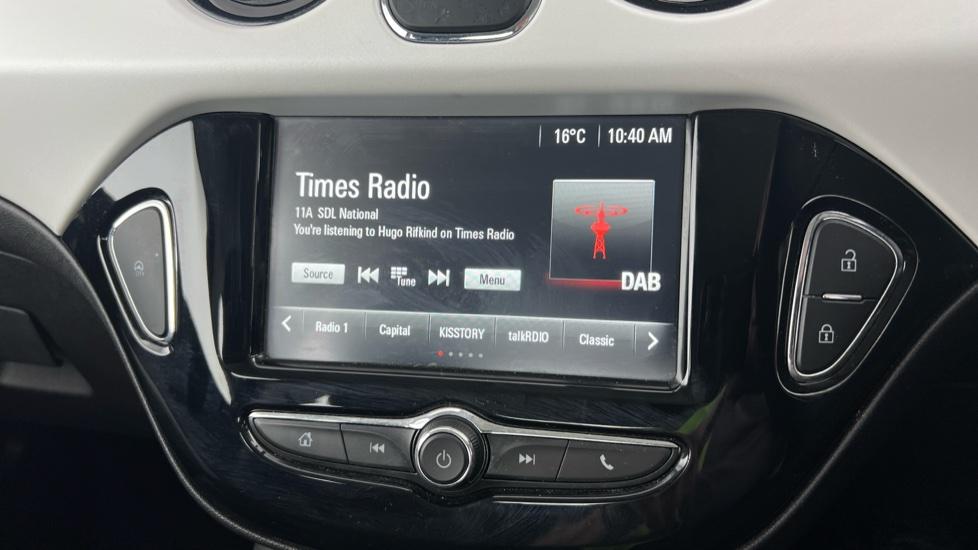 16°C 10:40 AM
Times Radio
11A SDL National
You're listening to Hugo Rifkind on Times Radio
DAB
Source Tune Menu
Radio 1 Capital KISSTORY talkRDIO Classic